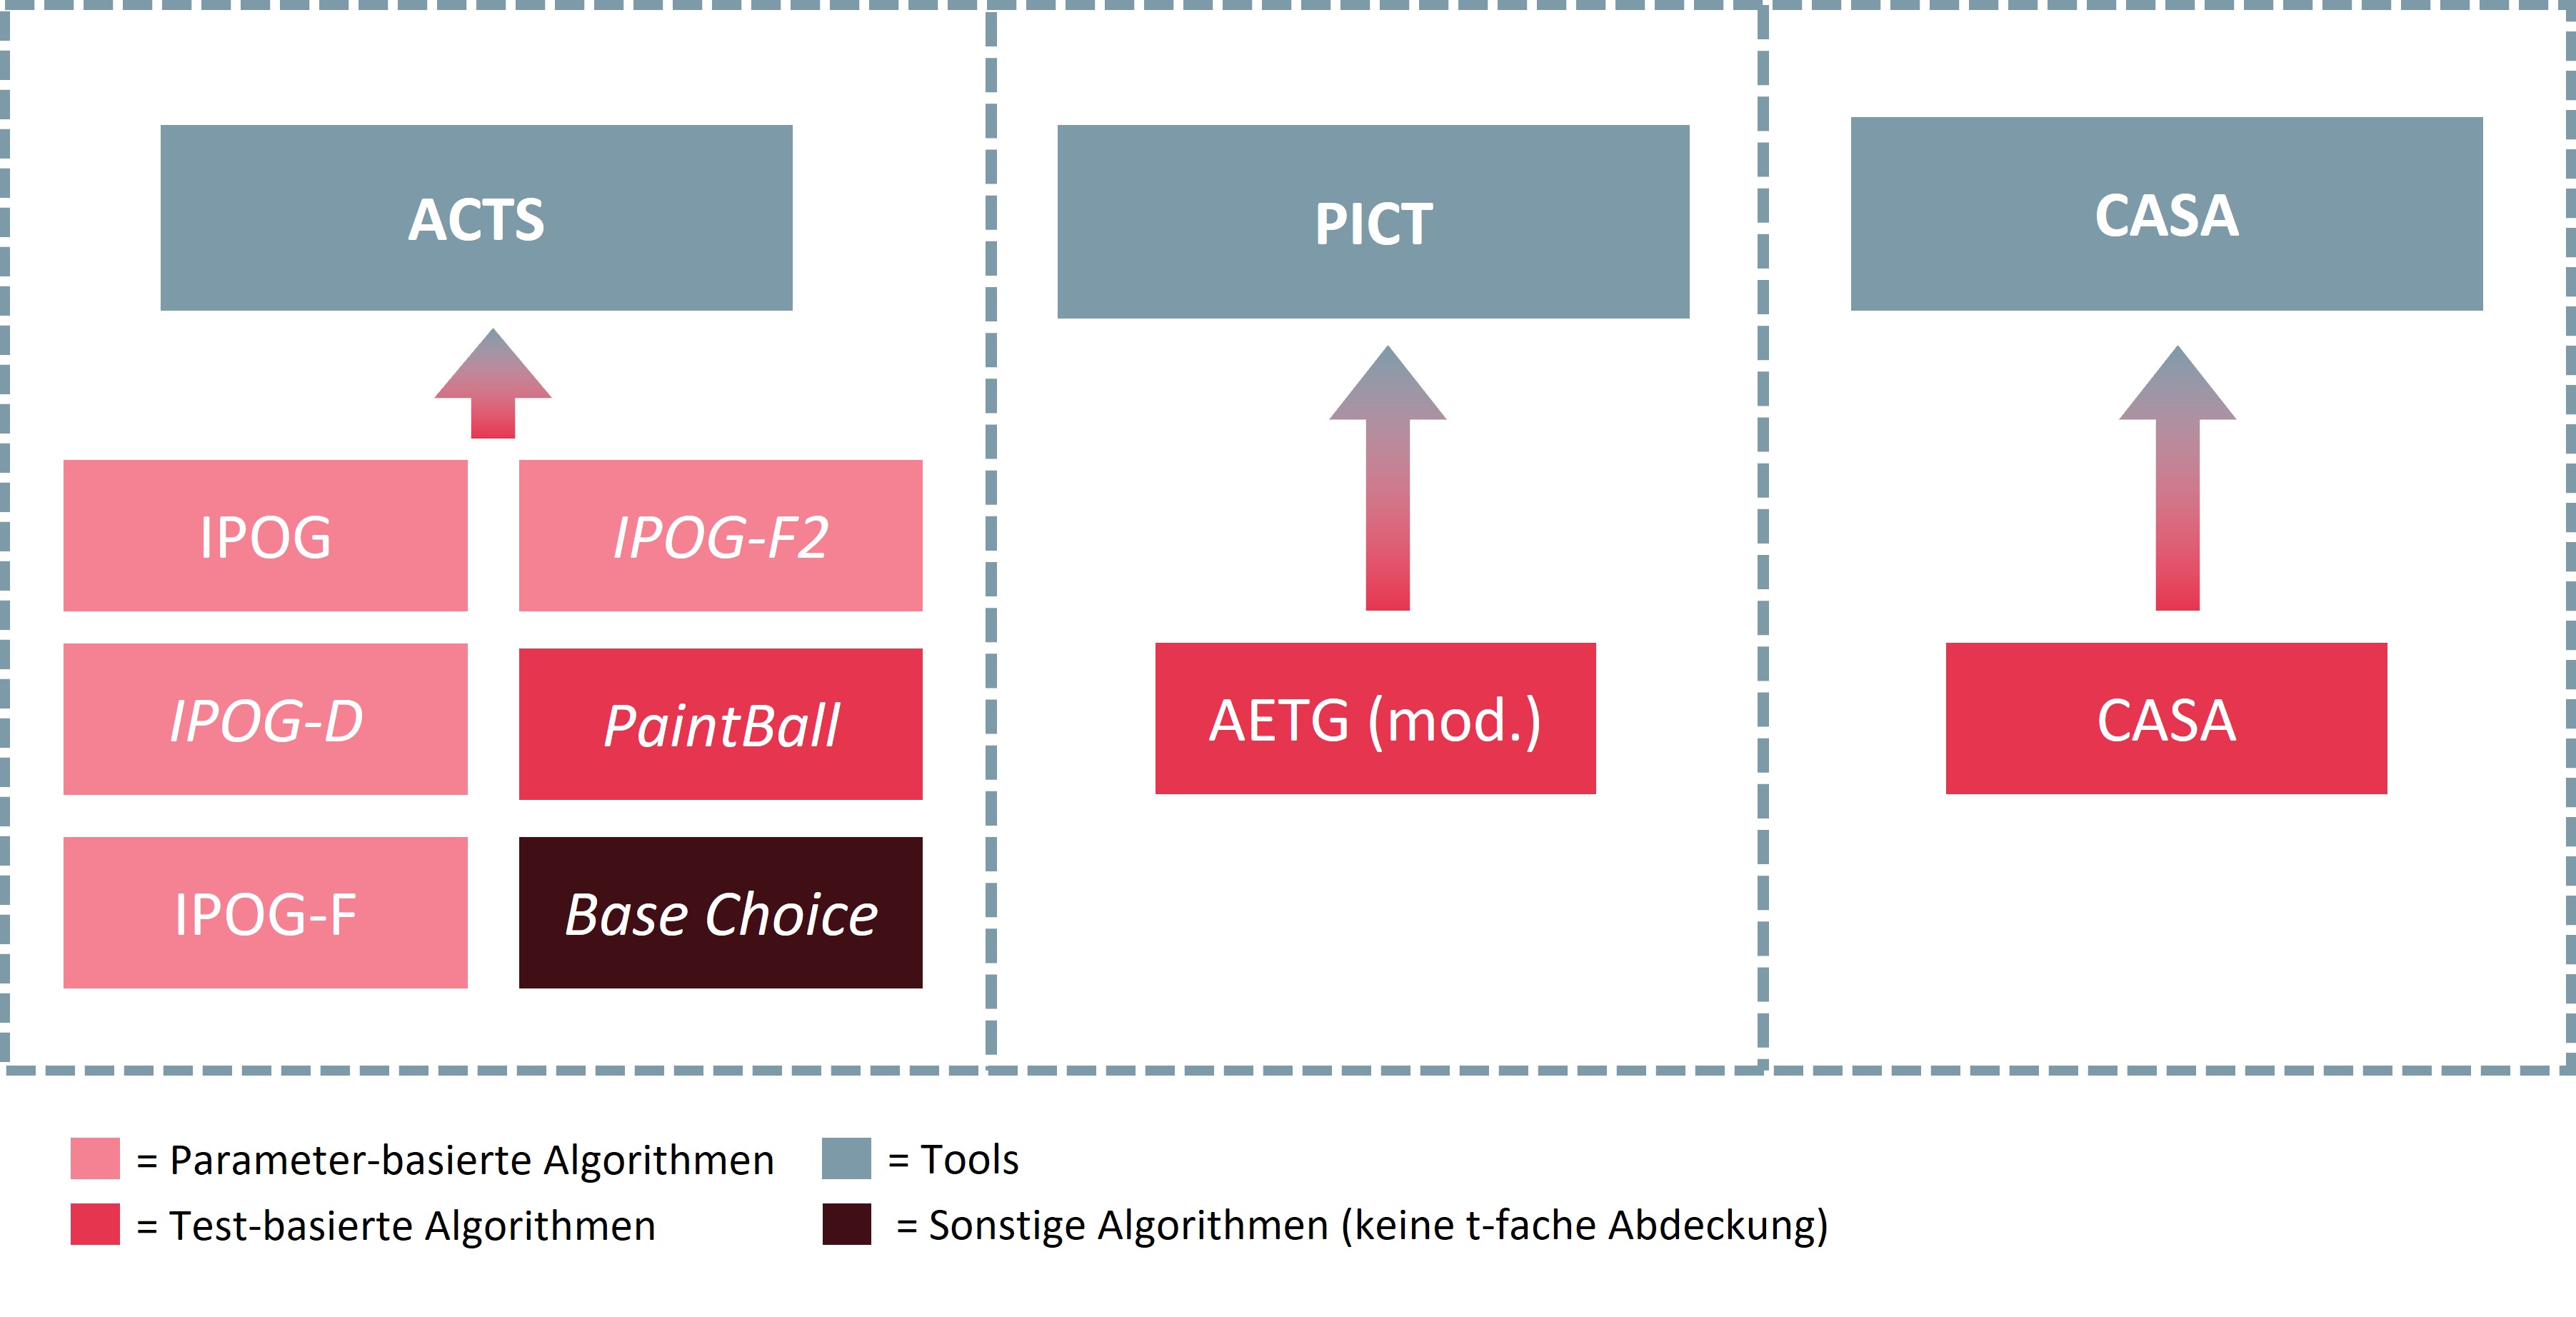 ACTS
IPOG
IPOG-F2
IPOG-D
PaintBall
IPOG-F
Base Choice
PICT
AETG (mod.)
CASA
CASA
= Parameter-basierte Algorithmen
= Tools
= Test-basierte Algorithmen
= Sonstige Algorithmen (keine t-fache Abdeckung)